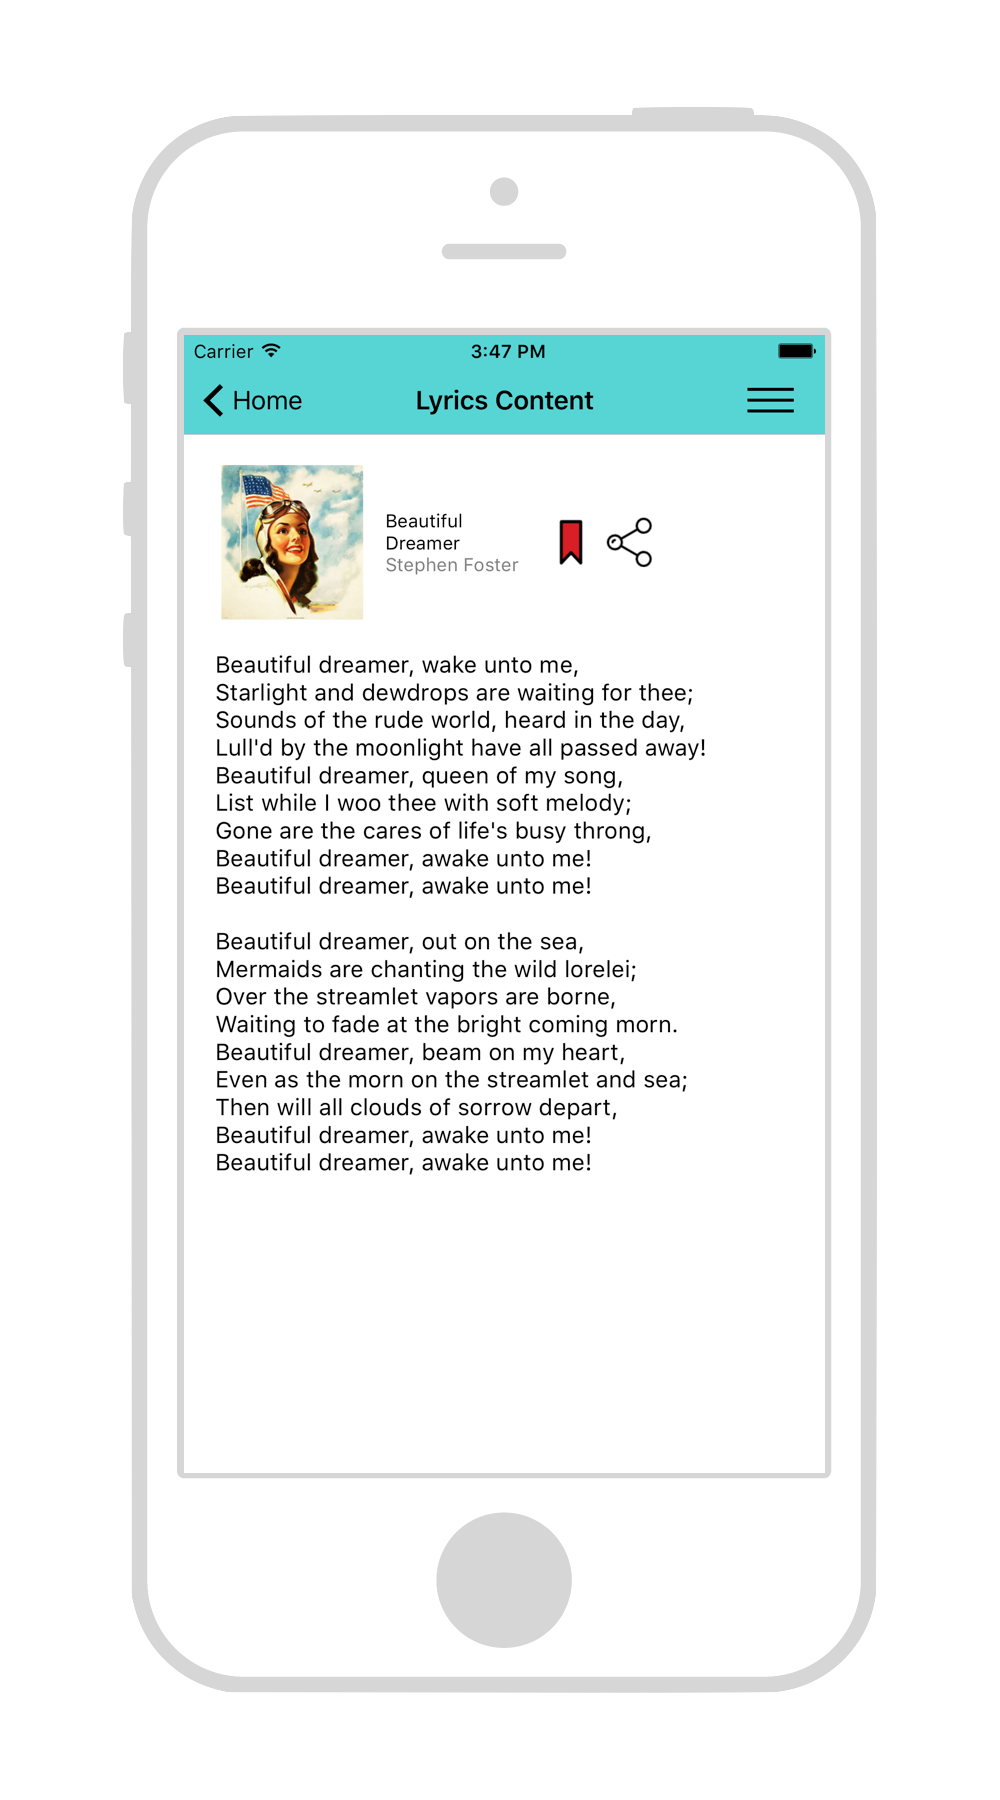 Carrier 3:47 PM
Home Lyrics Content
Beautiful
Dreamer
Stephen Foster
Beautiful dreamer, wake unto me,
Starlight and dewdrops are waiting for thee;
Sounds of the rude world, heard in the day,
Lull'd by the moonlight have all passed away!
Beautiful dreamer, queen of my song,
List while I woo thee with soft melody;
Gone are the cares of life's busy throng,
Beautiful dreamer, awake unto me!
Beautiful dreamer, awake unto me!
Beautiful dreamer, out on the sea,
Mermaids are chanting the wild lorelei;
Over the streamlet vapors are borne,
Waiting to fade at the bright coming morn.
Beautiful dreamer, beam on my heart,
Even as the morn on the streamlet and sea;
Then will all clouds of sorrow depart,
Beautiful dreamer, awake unto me!
Beautiful dreamer, awake unto me!